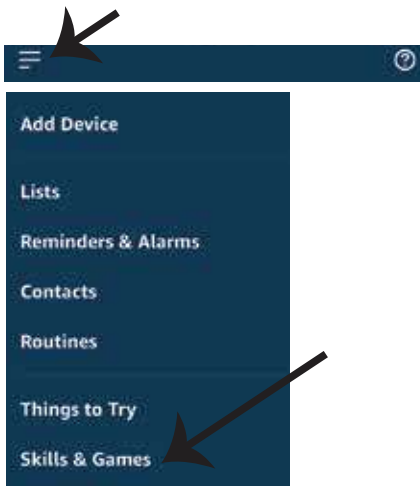 Add Device
Lists
Reminders & Alarms
Contacts
Routines
Things to Try
Skills & Games